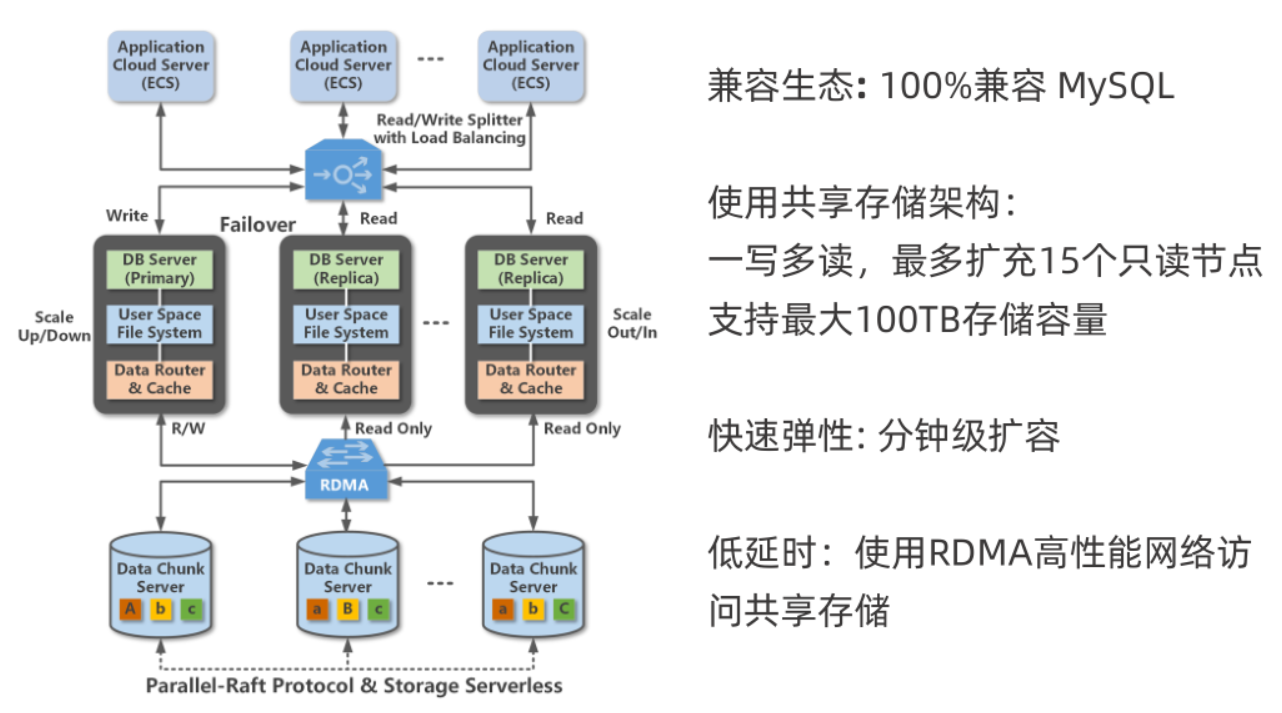 Application
Cloud Server
(ECS)
Application
Cloud Server
(ECS)
Application
Cloud Server
(ECS)
Read/Write Splitter
with Load Balancing
Write
Failover
Read
Read
DB Server
(Primary)
User Space
File System
Data Router
& Cache
DB Server
(Replica)
User Space
File System
Data Router
& Cache
DB Server
(Replica)
User Space
File System
Data Router
& Cache
Scale
Up/Down
Scale
Out/In
R/W
Read Only
Read Only
RDMA
Data Chunk
Server
A b c
Data Chunk
Server
a B c
Data Chunk
Server
a b C
Parallel-Raft Protocol & Storage Serverless
兼容生态: 100%兼容 MySQL
使用共享存储架构：
一写多读，最多扩充15个只读节点
支持最大100TB存储容量
快速弹性: 分钟级扩容
低延时：使用RDMA高性能网络访
问共享存储